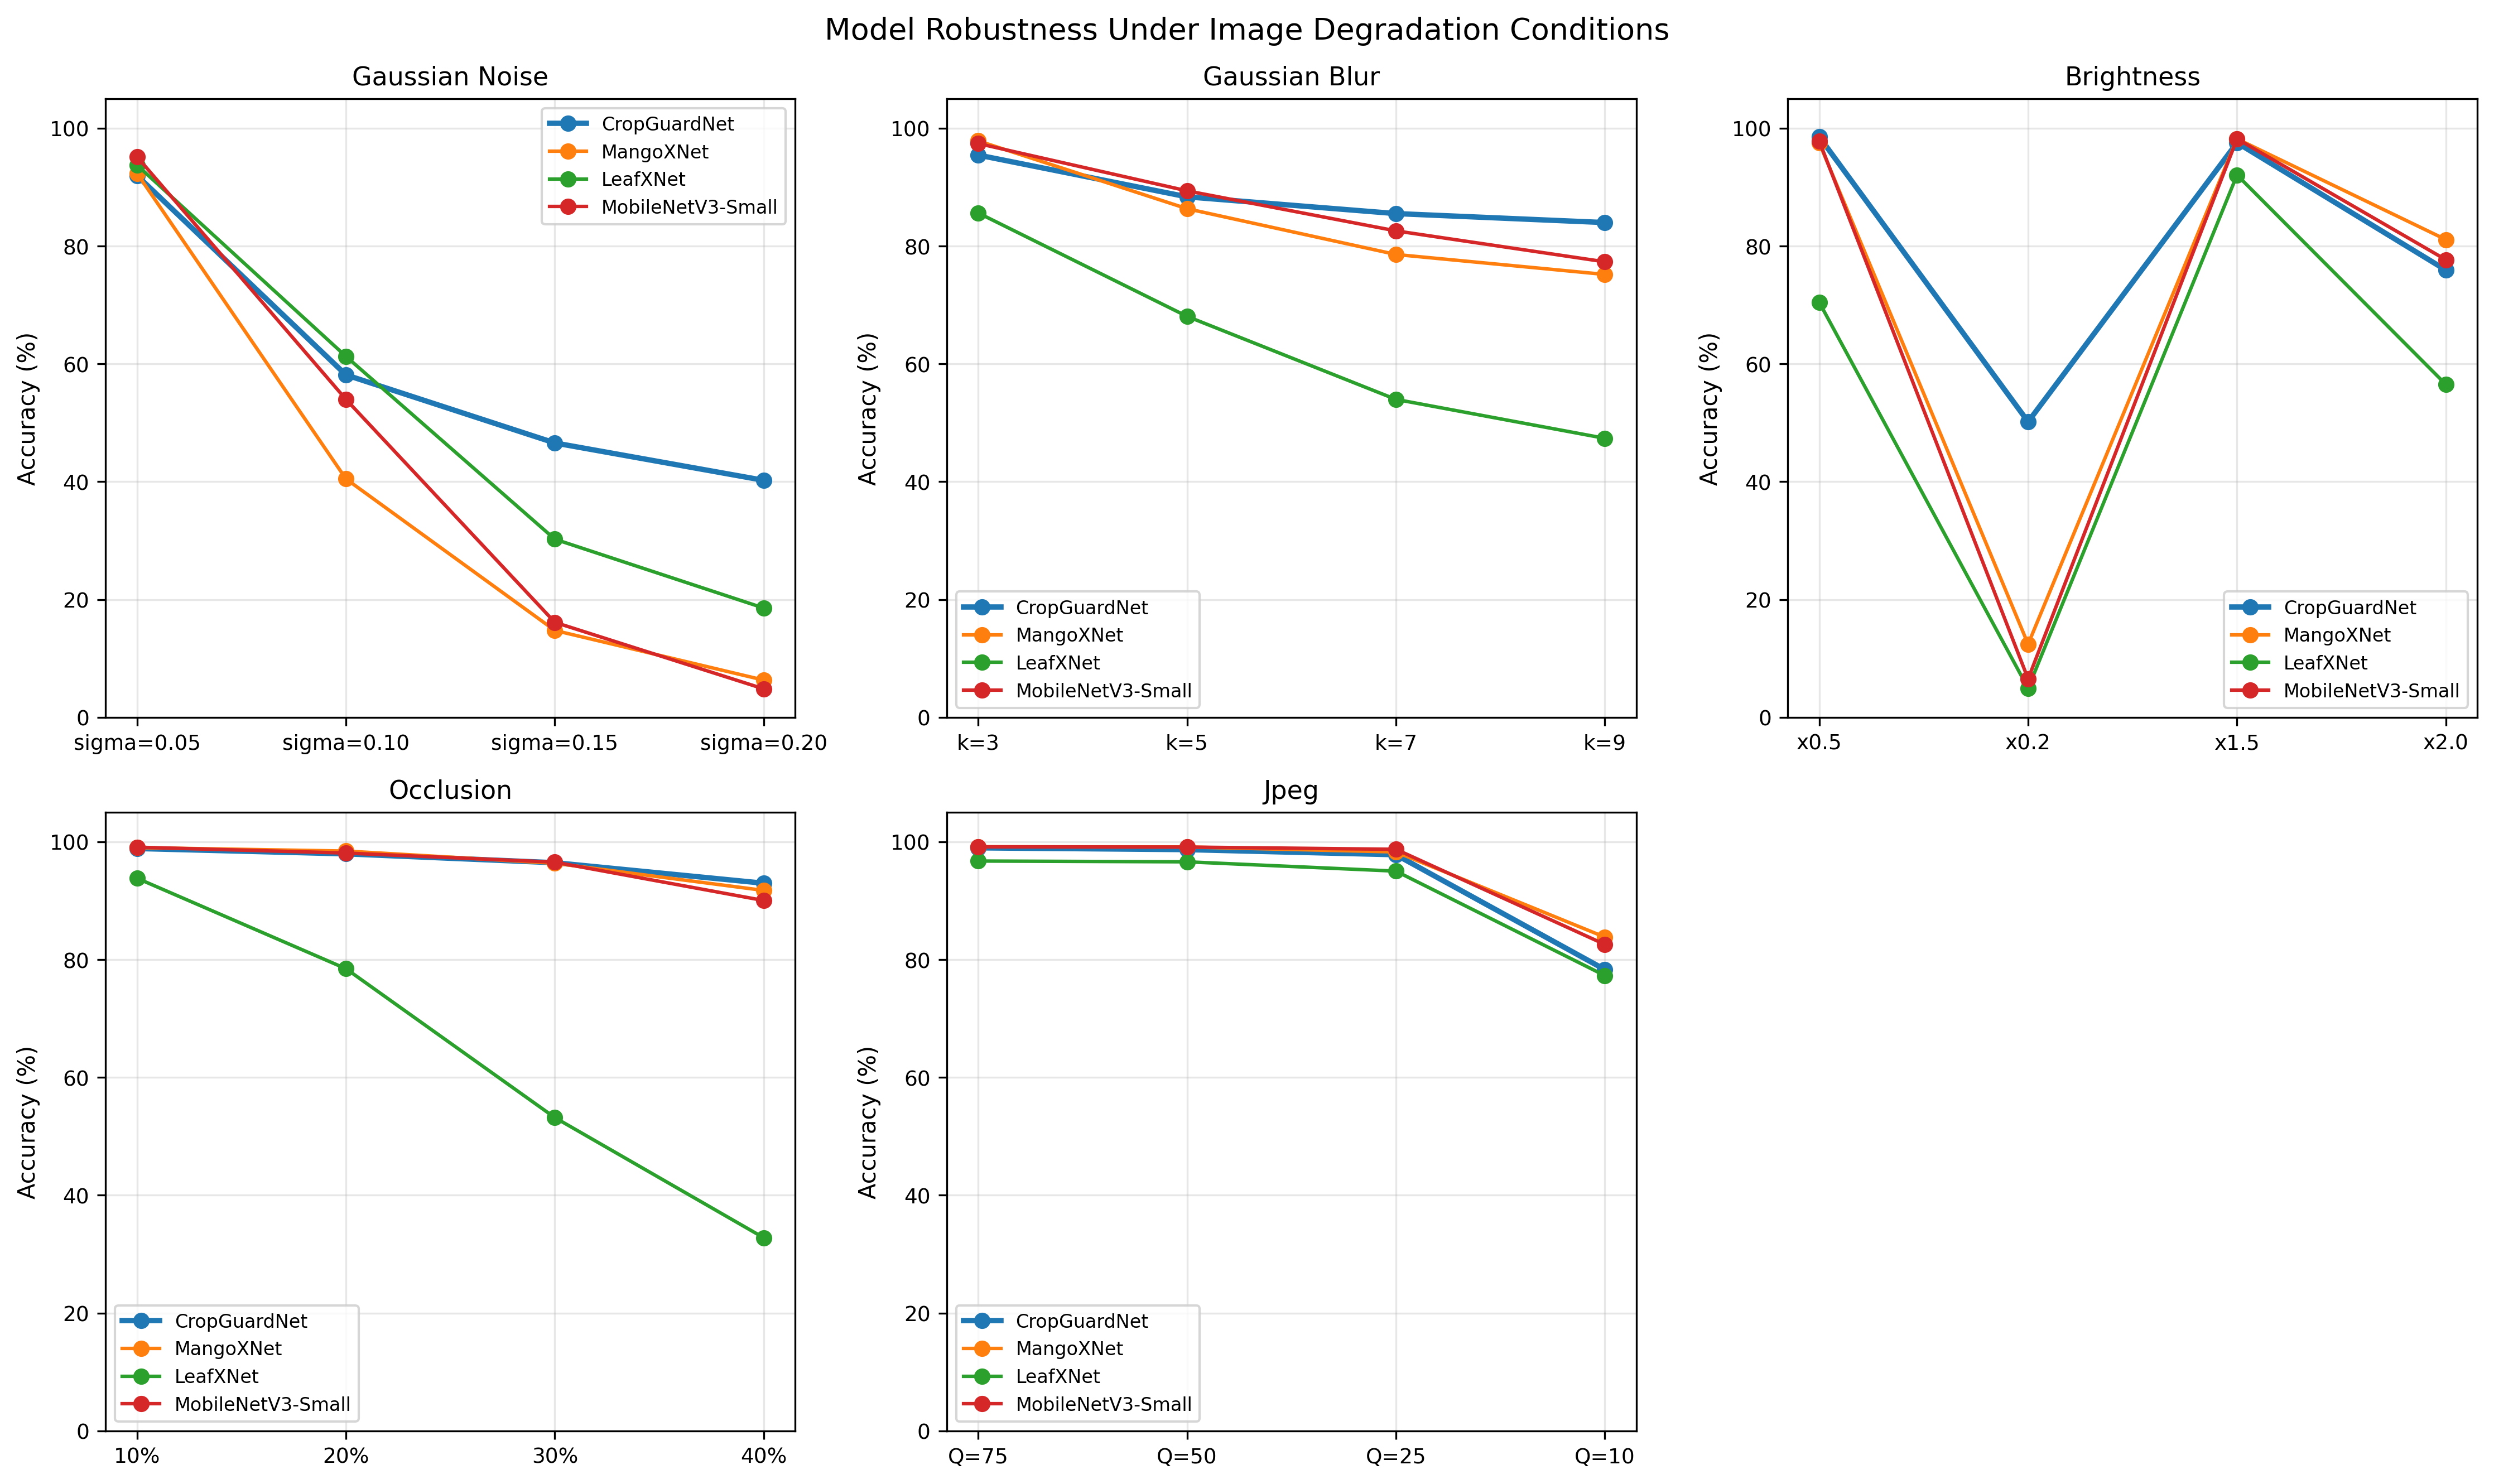 Model Robustness Under Image Degradation Conditions
Gaussian Noise
Accuracy (%)
100
80
60
40
20
0
sigma=0.05 sigma=0.10 sigma=0.15 sigma=0.20
CropGuardNet
MangoXNet
LeafXNet
MobileNetV3-Small
Gaussian Blur
Accuracy (%)
100
80
60
40
20
0
k=3 k=5 k=7 k=9
CropGuardNet
MangoXNet
LeafXNet
MobileNetV3-Small
Brightness
Accuracy (%)
100
80
60
40
20
0
x0.5 x0.2 x1.5 x2.0
CropGuardNet
MangoXNet
LeafXNet
MobileNetV3-Small
Occlusion
Accuracy (%)
100
80
60
40
20
0
10% 20% 30% 40%
CropGuardNet
MangoXNet
LeafXNet
MobileNetV3-Small
Jpeg
Accuracy (%)
100
80
60
40
20
0
Q=75 Q=50 Q=25 Q=10
CropGuardNet
MangoXNet
LeafXNet
MobileNetV3-Small